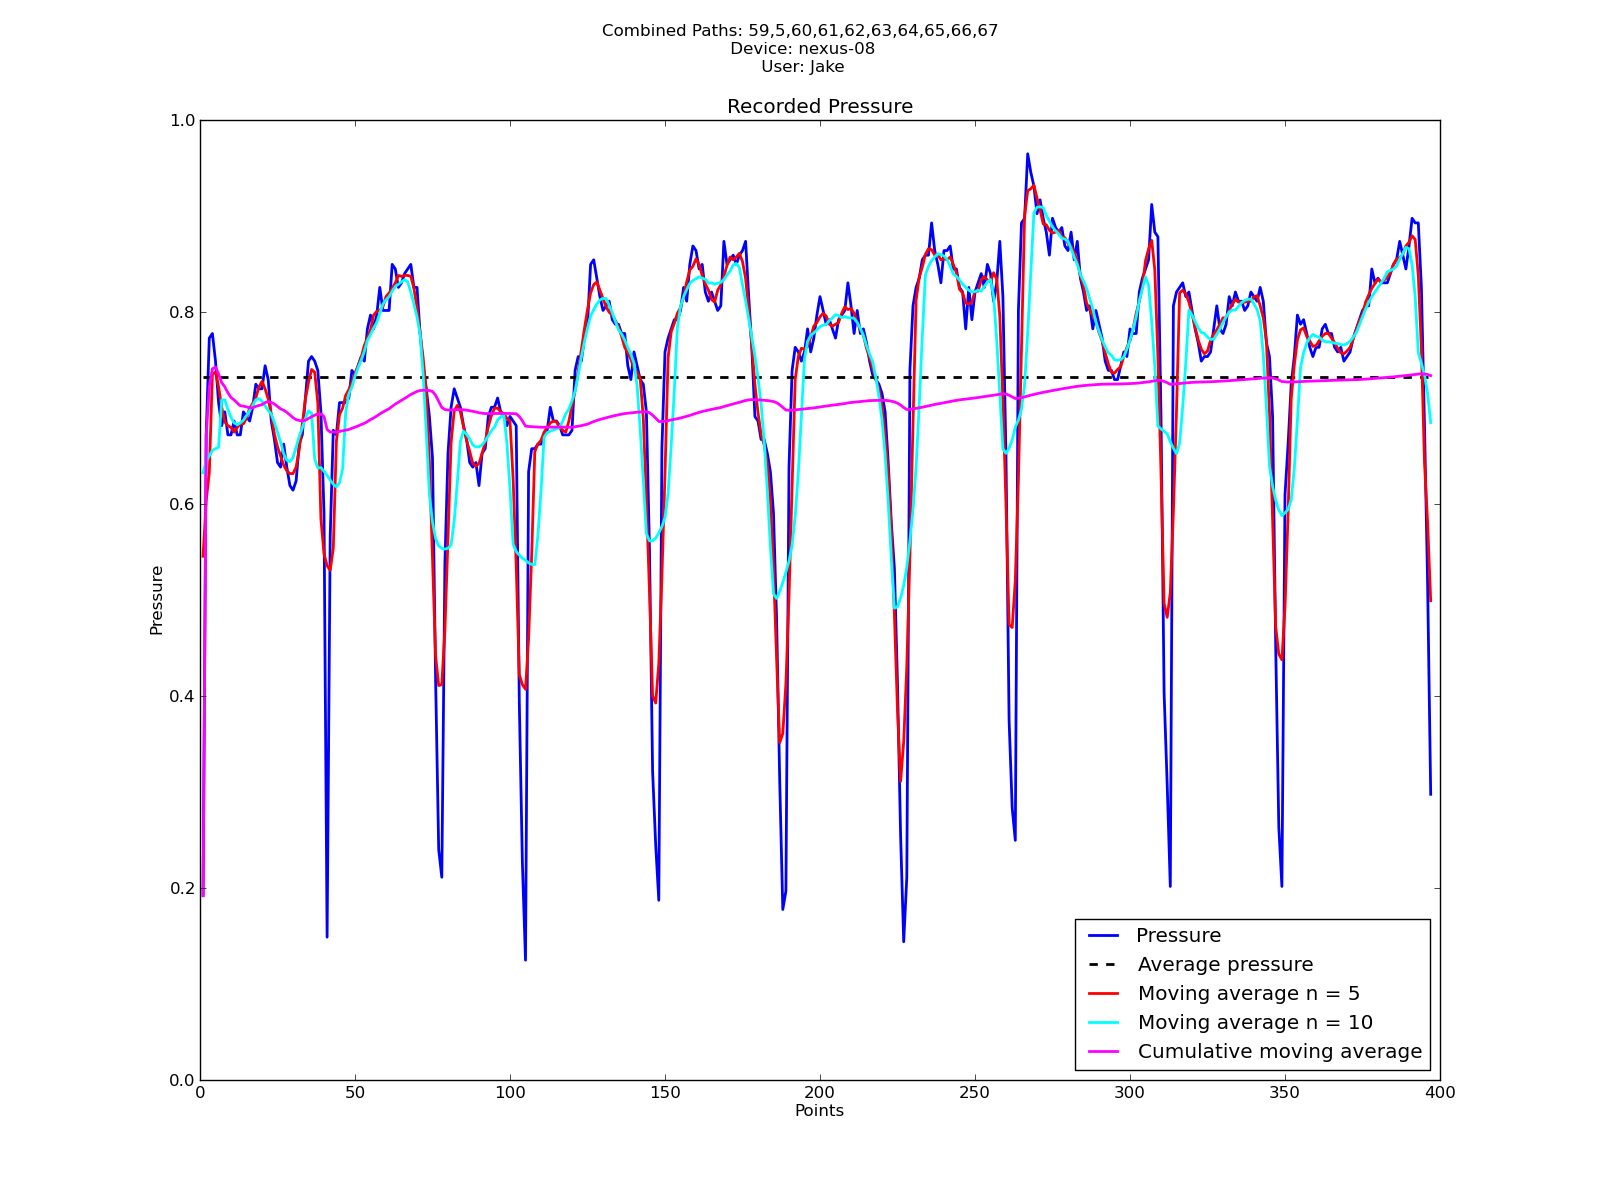 Combined Paths: 59,5,60,61,62,63,64,65,66,67
Device: nexus-08
User: Jake
Recorded Pressure
1.0
0.8
0.6
0.4
0.2
0.0
Pressure
0 50 100 150 200 250 300 350 400
Points
Pressure
Average pressure
Moving average n = 5
Moving average n = 10
Cumulative moving average